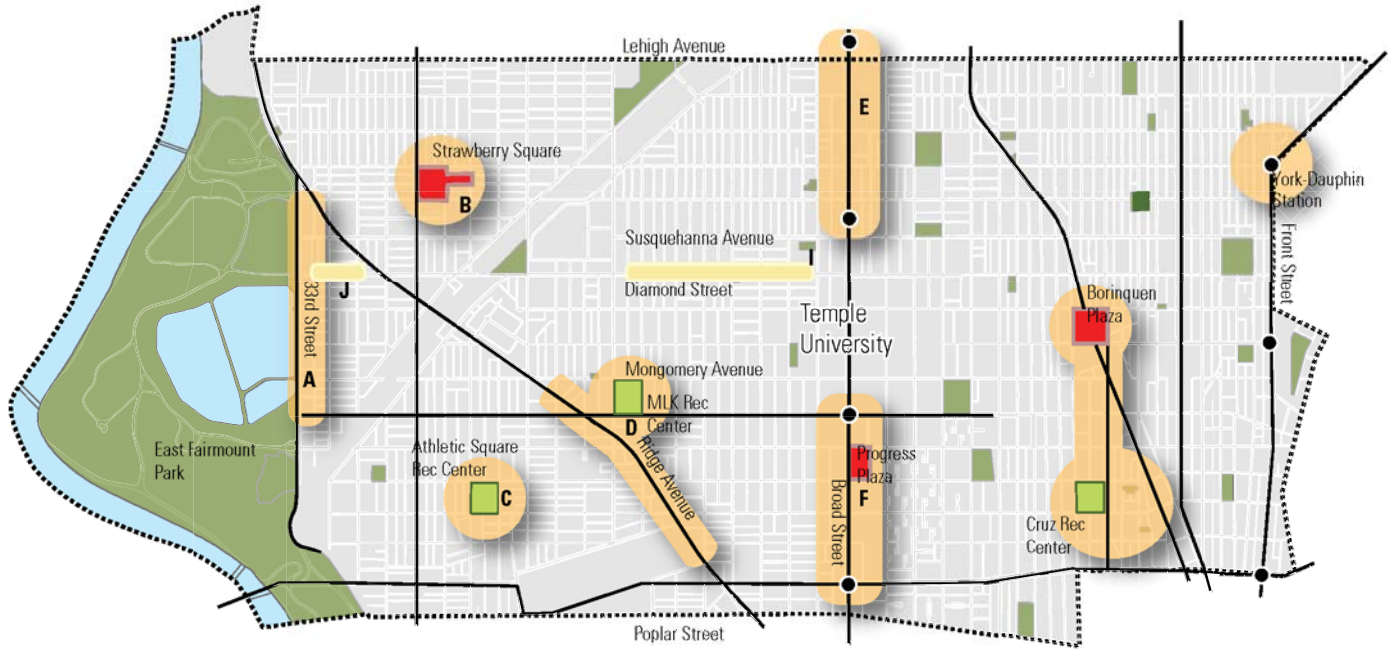 Lehigh Avenue
E
Strawberry Square
B
York-Dauphin
Station
Susquehanna Avenue
I
Diamond Street
J
33rd Street
A
Front Street
Borinquen
Plaza
Temple
University
Mongomery Avenue
MLK Rec
Center
D
Ridge Avenue
East Fairmount
Park
Athletic Square
Rec Center
C
Progress
Plaza
F
Broad Street
Cruz Rec
Center
Poplar Street